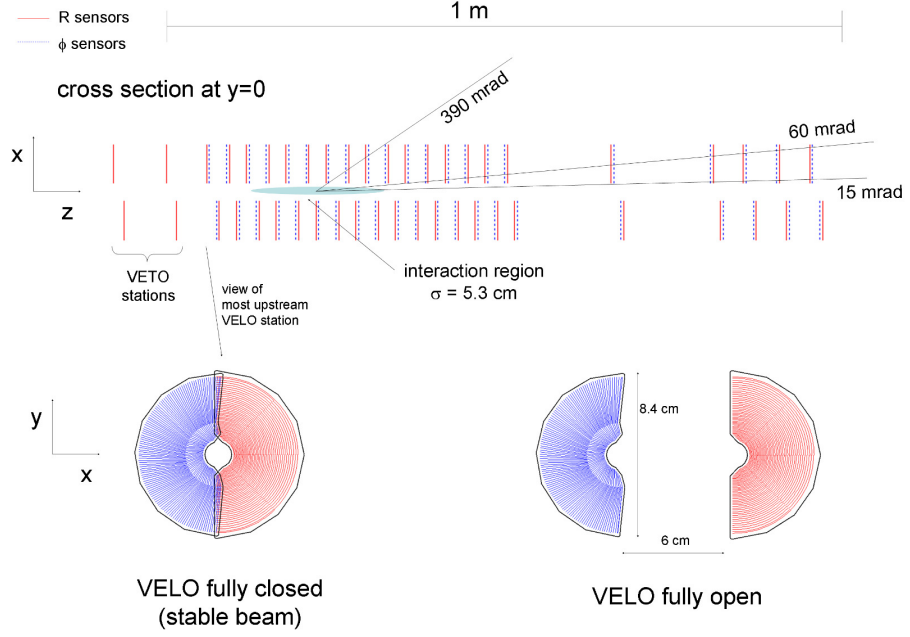 R sensors
1 m
ϕ sensors
cross section at y=0
390 mrad
60 mrad
x
15 mrad
z
VETO
stations
interaction region
σ = 5.3 cm
view of
most upstream
VELO station
y
x
8.4 cm
6 cm
VELO fully closed
(stable beam)
VELO fully open